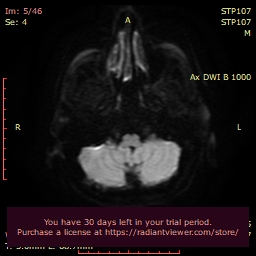 Im: 5/46 STP107
Se: 4 STP107
M
A
Ax DWI B 1000
R L
You have 30 days left in your trial period.
Purchase a license at https://radiantviewer.com/store/